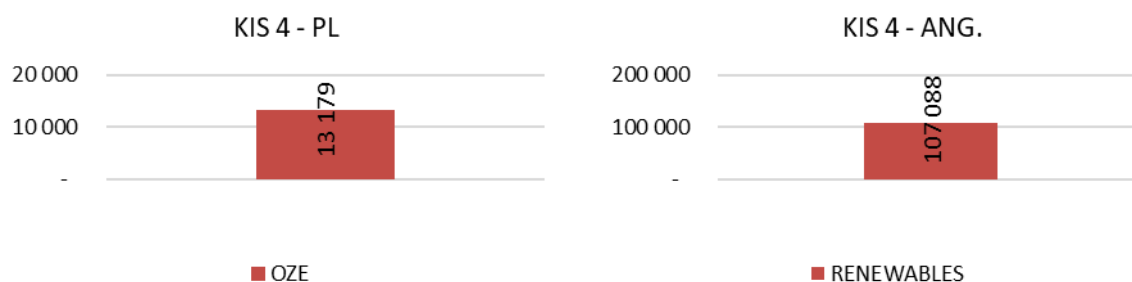 KIS 4 - PL
20 000
10 000
-
13 179
OZE
KIS 4 - ANG.
200 000
100 000
-
107 088
RENEWABLES